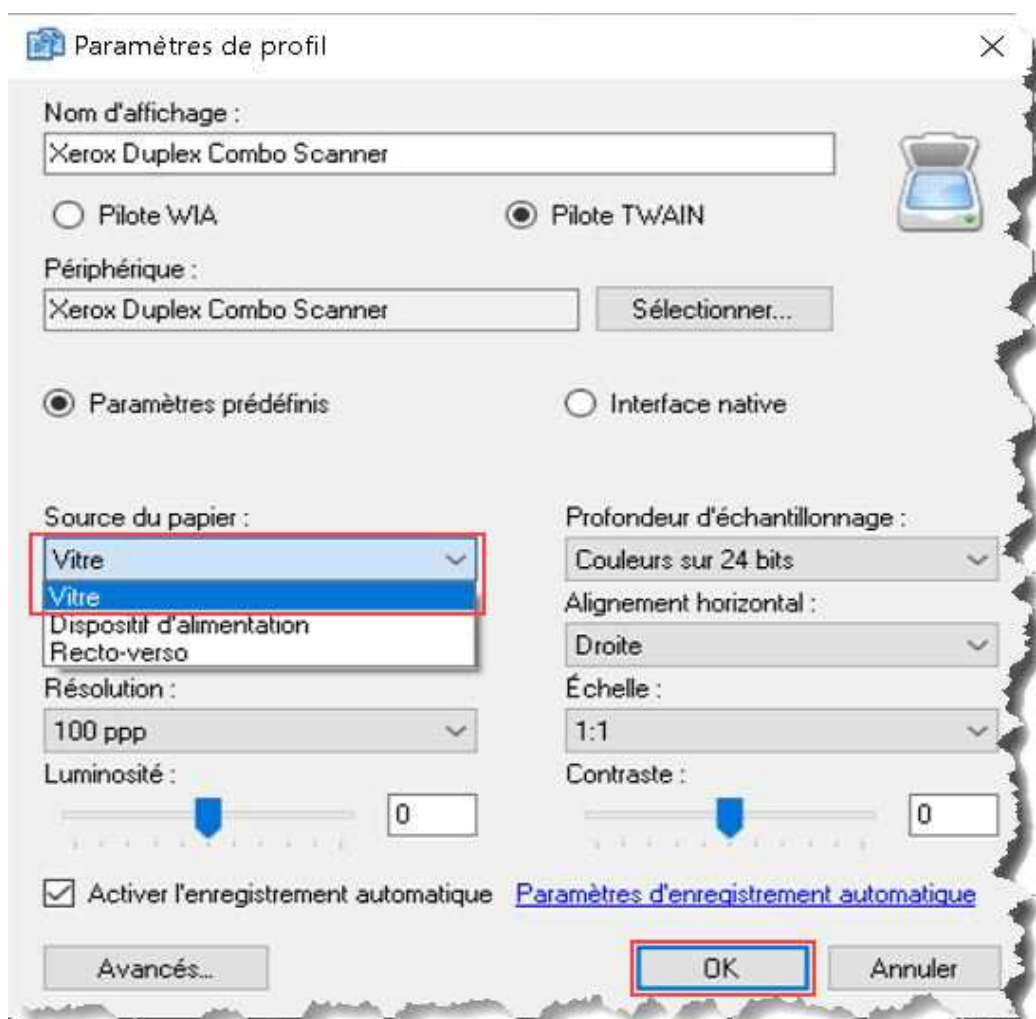 Paramètres de profil
Nom d'affichage :
Xerox Duplex Combo Scanner
Pilote WIA
Pilote TWAIN
Périphérique :
Xerox Duplex Combo Scanner
Sélectionner...
Paramètres prédéfinis
Interface native
Source du papier :
Profondeur d'échantillonnage :
Vitre
Couleurs sur 24 bits
Vitre
Alignement horizontal :
Dispositif d'alimentation
Droite
Recto-verso
Résolution :
Échelle :
100 ppp
1:1
Luminosité :
Contraste :
0
0
Activer l'enregistrement automatique
Paramètres d'enregistrement automatique
Avancés...
OK
Annuler